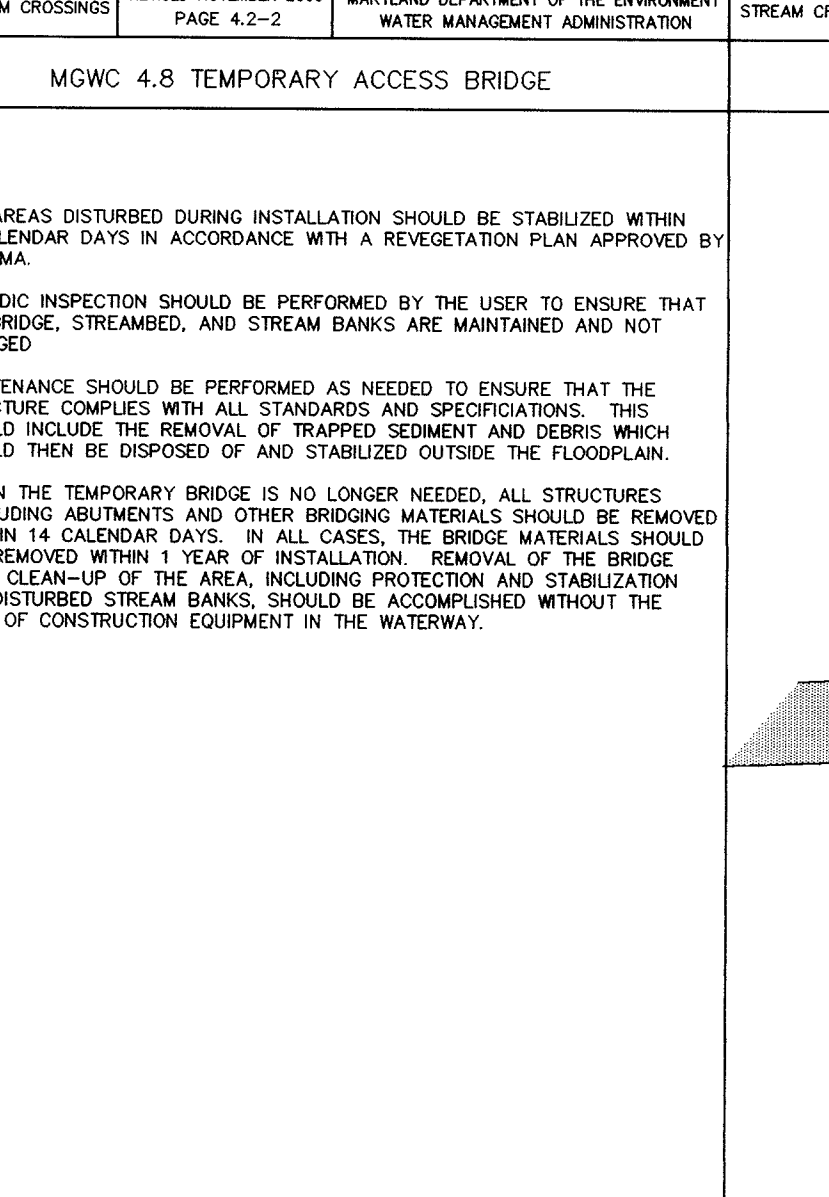 M CROSSINGS
PAGE 4.2-2
MARYLAND DEPARTMENT OF THE ENVIRONMENT
WATER MANAGEMENT ADMINISTRATION
STREAM CR
MGWC 4.8 TEMPORARY ACCESS BRIDGE
AREAS DISTURBED DURING INSTALLATION SHOULD BE STABILIZED WITHIN
LENDAR DAYS IN ACCORDANCE WITH A REVEGETATION PLAN APPROVED BY
MA.
DIC INSPECTION SHOULD BE PERFORMED BY THE USER TO ENSURE THAT
BRIDGE, STREAMBED, AND STREAM BANKS ARE MAINTAINED AND NOT
GED
TENANCE SHOULD BE PERFORMED AS NEEDED TO ENSURE THAT THE
CTURE COMPLIES WITH ALL STANDARDS AND SPECIFICIATIONS. THIS
LD INCLUDE THE REMOVAL OF TRAPPED SEDIMENT AND DEBRIS WHICH
LD THEN BE DISPOSED OF AND STABILIZED OUTSIDE THE FLOODPLAIN.
N THE TEMPORARY BRIDGE IS NO LONGER NEEDED, ALL STRUCTURES
UDING ABUTMENTS AND OTHER BRIDGING MATERIALS SHOULD BE REMOVED
IN 14 CALENDAR DAYS. IN ALL CASES, THE BRIDGE MATERIALS SHOULD
REMOVED WITHIN 1 YEAR OF INSTALLATION. REMOVAL OF THE BRIDGE
CLEAN-UP OF THE AREA, INCLUDING PROTECTION AND STABILIZATION
DISTURBED STREAM BANKS, SHOULD BE ACCOMPLISHED WITHOUT THE
OF CONSTRUCTION EQUIPMENT IN THE WATERWAY.